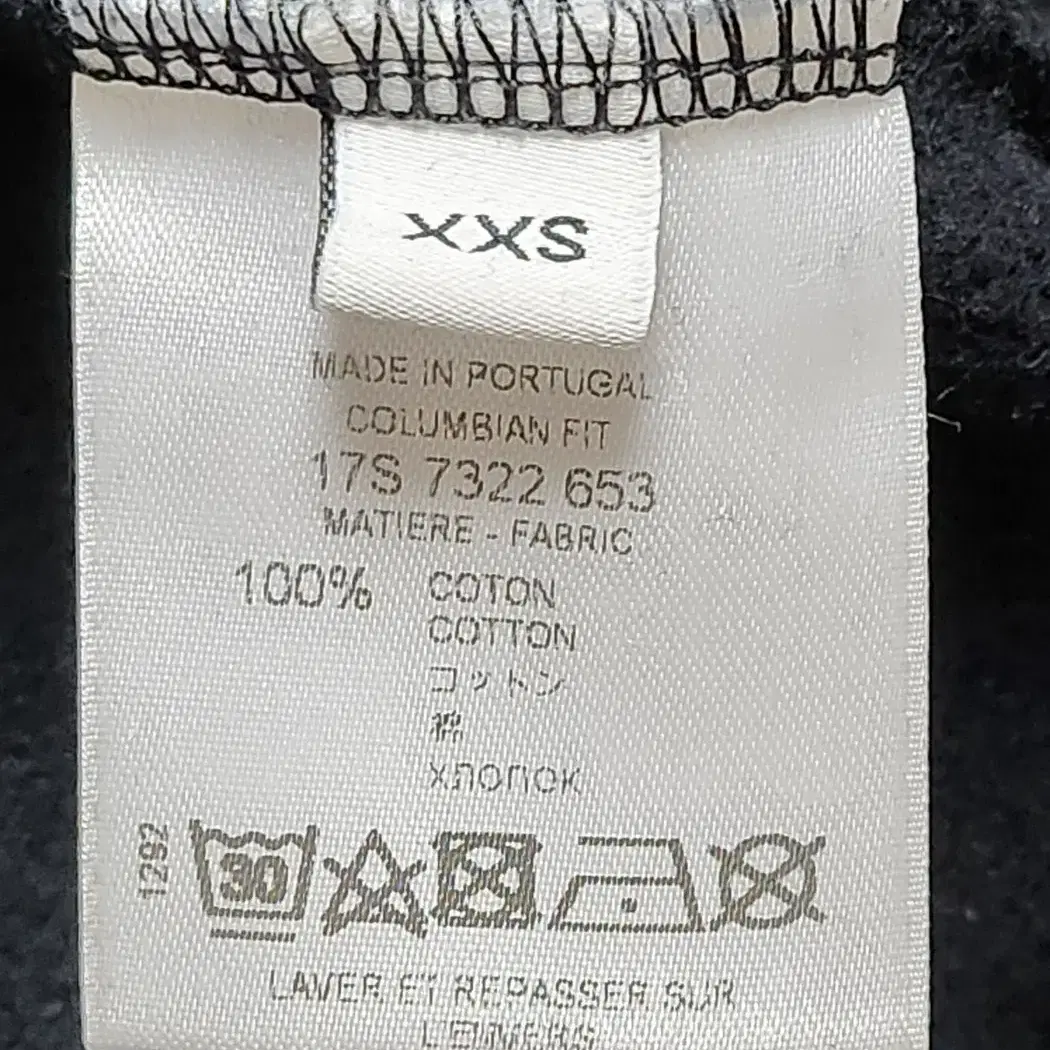 XXS
MADE IN PORTUGAL
COLUMBIAN FIT
17S 7322 653
MATIERE - FABRIC
100% COTON
COTTON
コットン
棉
ХЛОПОК
1292
30
LAVER ET REPASSER SUR
L'ENVERS